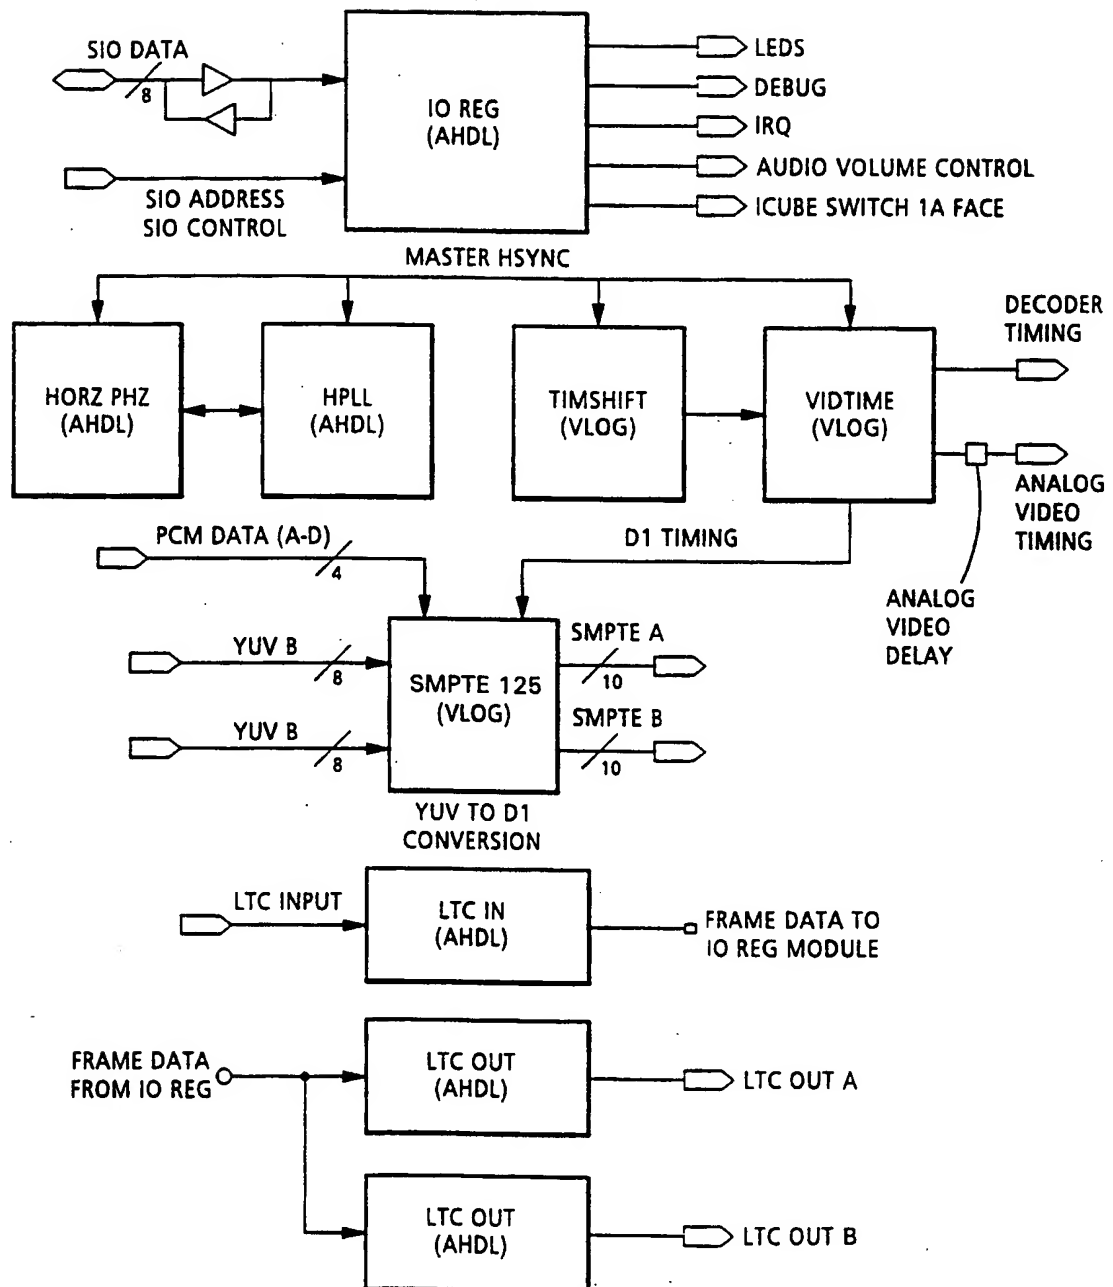 SIO DATA
8
IO REG
(AHDL)
LEDS
DEBUG
IRQ
AUDIO VOLUME CONTROL
ICUBE SWITCH 1A FACE
SIO ADDRESS
SIO CONTROL
MASTER HSYNC
HORZ PHZ
(AHDL)
HPLL
(AHDL)
TIMSHIFT
(VLOG)
VIDTIME
(VLOG)
DECODER
TIMING
ANALOG
VIDEO
TIMING
ANALOG
VIDEO
DELAY
PCM DATA (A-D)
4
D1 TIMING
YUV B
8
YUV B
8
SMPTE 125
(VLOG)
SMPTE A
10
SMPTE B
10
YUV TO D1
CONVERSION
LTC INPUT
LTC IN
(AHDL)
FRAME DATA TO
IO REG MODULE
FRAME DATA
FROM IO REG
LTC OUT
(AHDL)
LTC OUT A
LTC OUT
(AHDL)
LTC OUT B